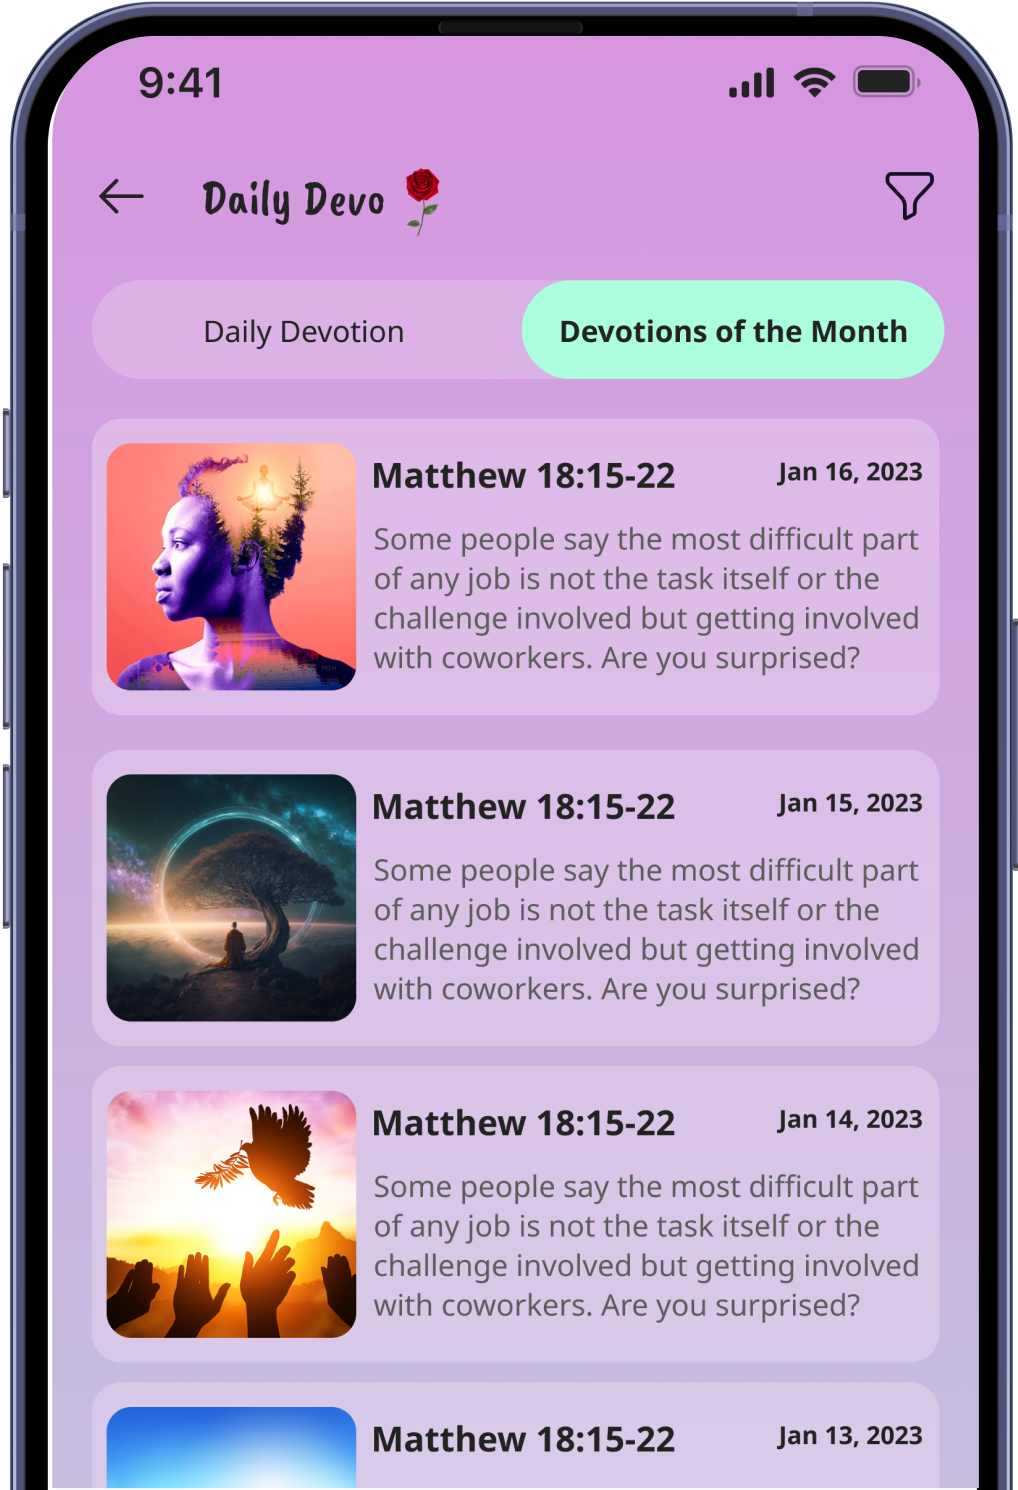 9:41
Daily Devo
Daily Devotion
Devotions of the Month
Matthew 18:15-22
Jan 16, 2023
Some people say the most difficult part
of any job is not the task itself or the
challenge involved but getting involved
with coworkers. Are you surprised?
Matthew 18:15-22
Jan 15, 2023
Some people say the most difficult part
of any job is not the task itself or the
challenge involved but getting involved
with coworkers. Are you surprised?
Matthew 18:15-22
Jan 14, 2023
Some people say the most difficult part
of any job is not the task itself or the
challenge involved but getting involved
with coworkers. Are you surprised?
Matthew 18:15-22
Jan 13, 2023